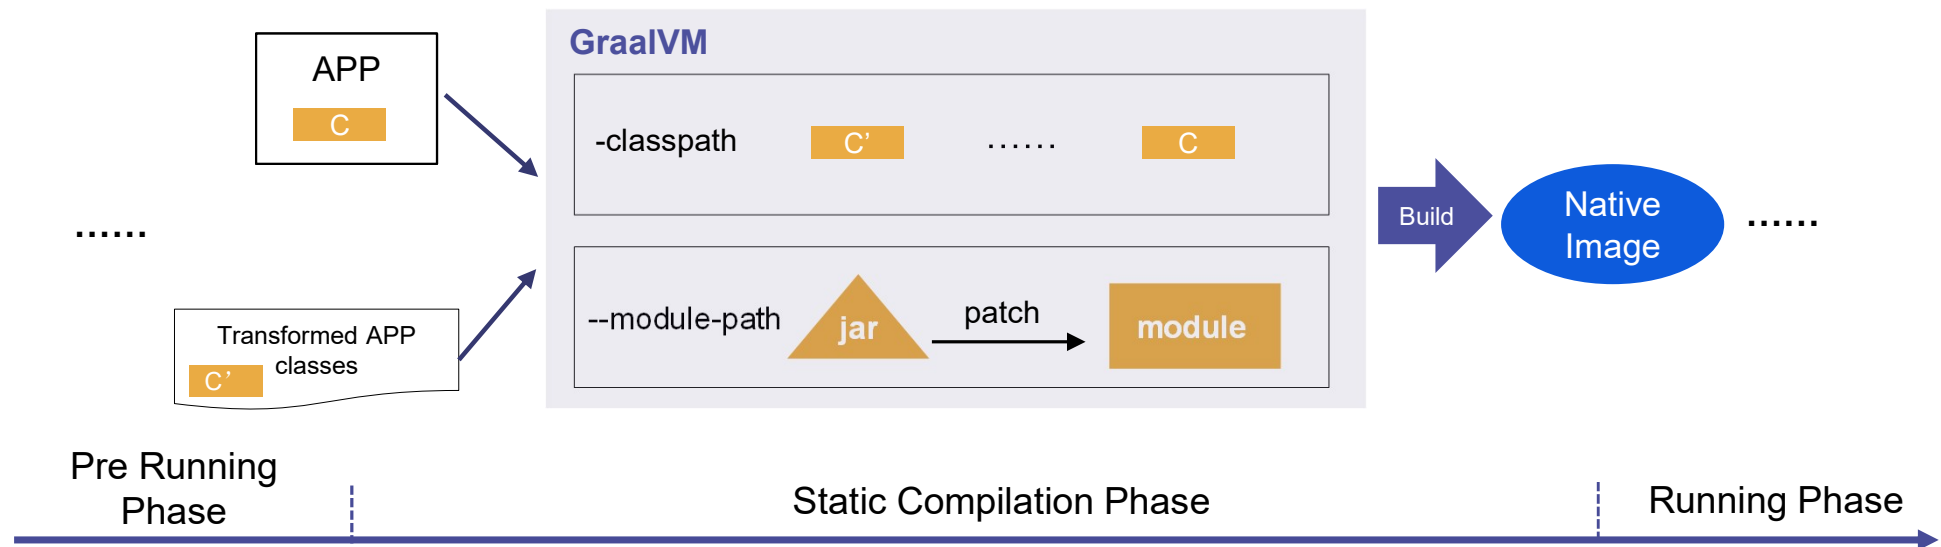 GraalVM
APP
C
-classpath
C’
......
C
......
Build
Native
Image
......
--module-path
jar
patch
module
Transformed APP
classes
C’
Pre Running
Phase
Static Compilation Phase
Running Phase